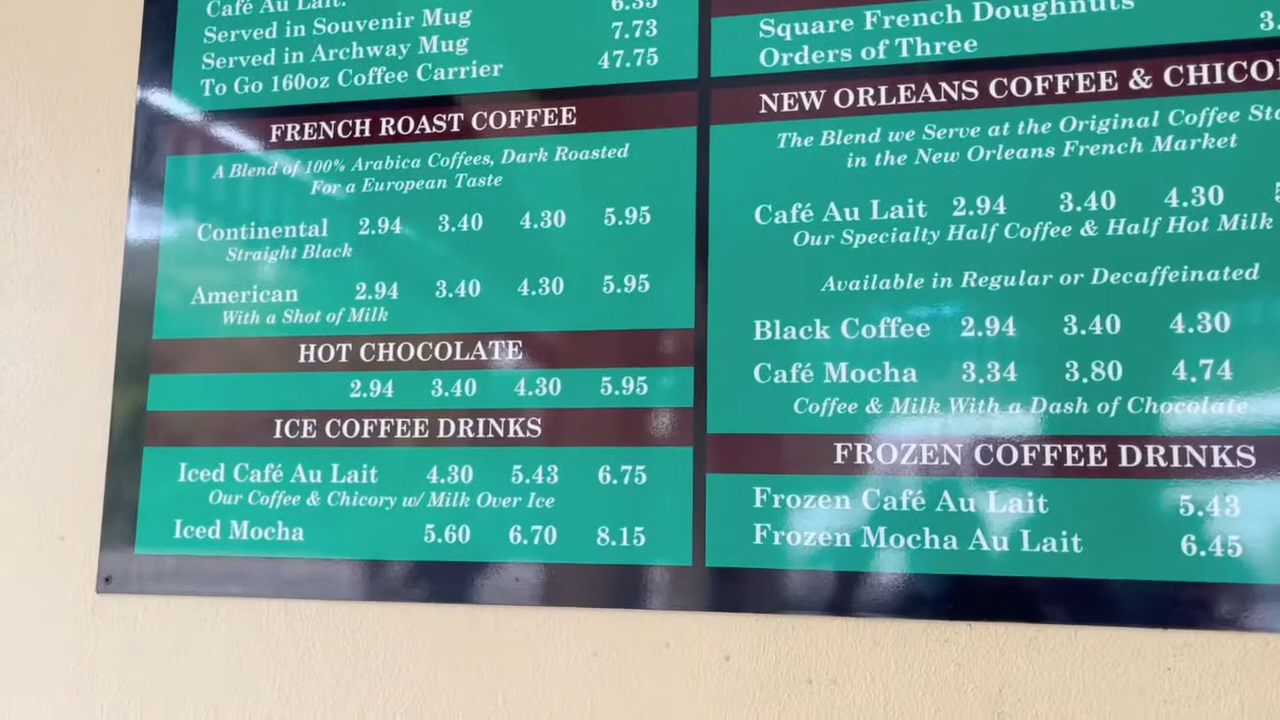 Café Au Lait:
Served in Souvenir Mug 6.35
Served in Archway Mug 7.73
To Go 160oz Coffee Carrier 47.75
FRENCH ROAST COFFEE
A Blend of 100% Arabica Coffees, Dark Roasted
For a European Taste
Continental 2.94 3.40 4.30 5.95
Straight Black
American 2.94 3.40 4.30 5.95
With a Shot of Milk
HOT CHOCOLATE
2.94 3.40 4.30 5.95
ICE COFFEE DRINKS
Iced Café Au Lait 4.30 5.43 6.75
Our Coffee & Chicory w/ Milk Over Ice
Iced Mocha 5.60 6.70 8.15
Square French Doughnuts
Orders of Three 3.
NEW ORLEANS COFFEE & CHICO
The Blend we Serve at the Original Coffee Sta
in the New Orleans French Market
Café Au Lait 2.94 3.40 4.30
Our Specialty Half Coffee & Half Hot Milk
Available in Regular or Decaffeinated
Black Coffee 2.94 3.40 4.30
Café Mocha 3.34 3.80 4.74
Coffee & Milk With a Dash of Chocolate
FROZEN COFFEE DRINKS
Frozen Café Au Lait 5.43
Frozen Mocha Au Lait 6.45